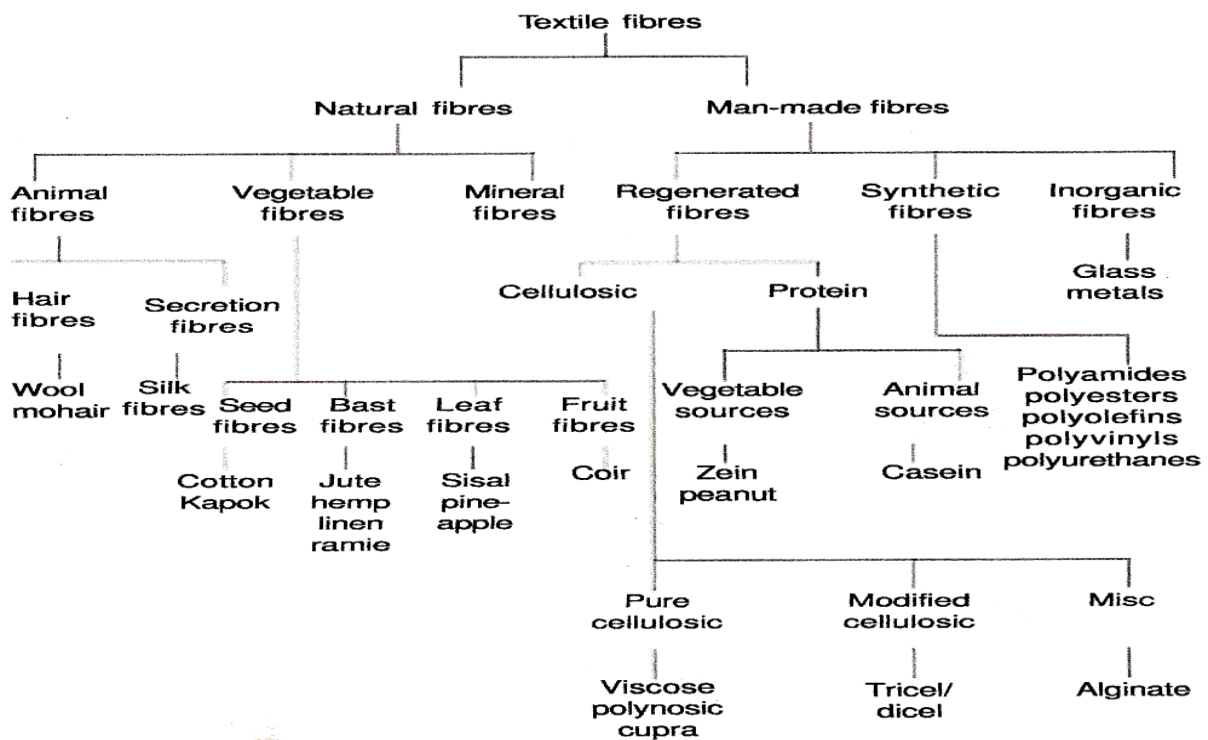 Textile fibres
Natural fibres
Man-made fibres
Animal
fibres
Vegetable
fibres
Mineral
fibres
Regenerated
fibres
Synthetic
fibres
Inorganic
fibres
Hair
fibres
Secretion
fibres
Cellulosic
Protein
Glass
metals
Wool
mohair
Silk
fibres
Seed
fibres
Bast
fibres
Leaf
fibres
Fruit
fibres
Vegetable
sources
Animal
sources
Polyamides
polyesters
polyolefins
polyvinyls
polyurethanes
Cotton
Kapok
Jute
hemp
linen
ramie
Sisal
pine-
apple
Coir
Zein
peanut
Casein
Pure
cellulosic
Modified
cellulosic
Misc
Viscose
polynosic
cupra
Tricel/
dicel
Alginate